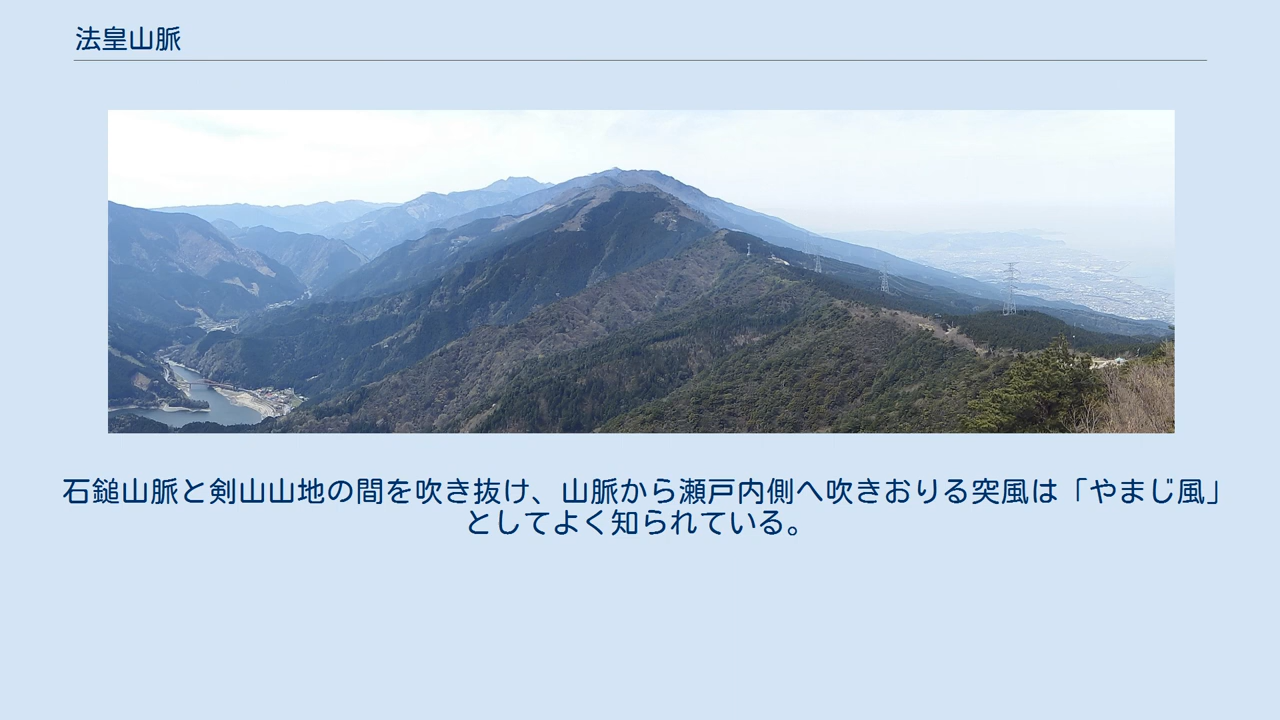 法皇山脈
石鎚山脈と剣山山地の間を吹き抜け、山脈から瀬戸内側へ吹きおりる突風は「やまじ風」
としてよく知られている。